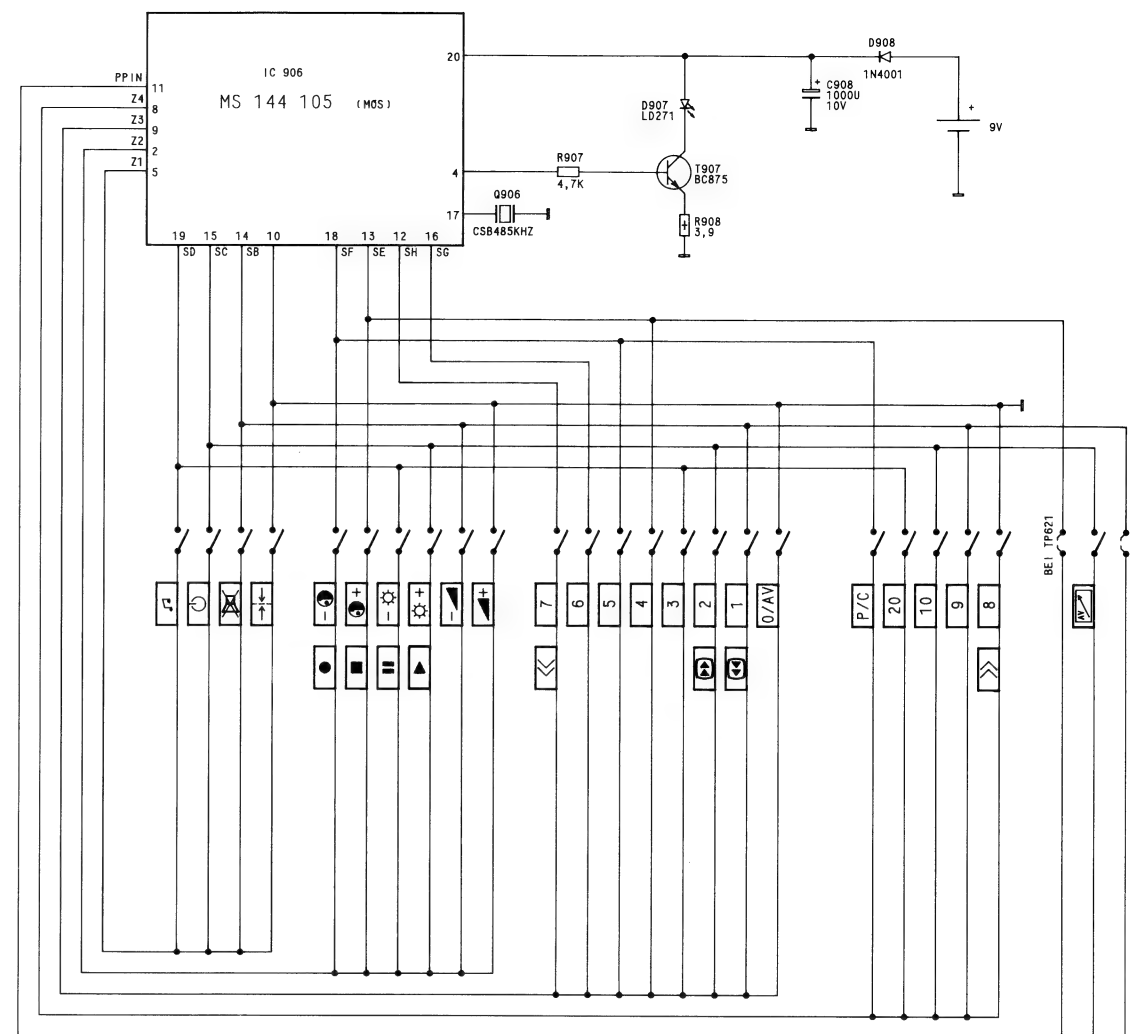 IC 906
MS 144 105 (MOS)
PPIN
11
Z4
8
Z3
9
Z2
2
Z1
5
20
4
17
19
SD
15
SC
14
SB
10
18
SF
13
SE
12
SH
16
SG
D908
1N4001
+
C908
1000U
10V
+
9V
D907
LD271
R907
4,7K
T907
BC875
R908
3,9
Q906
CSB485KHZ
BEI TP621
-
+
-
+
-
+
7
6
5
4
3
2
1
0/AV
P/C
20
10
9
8
AV